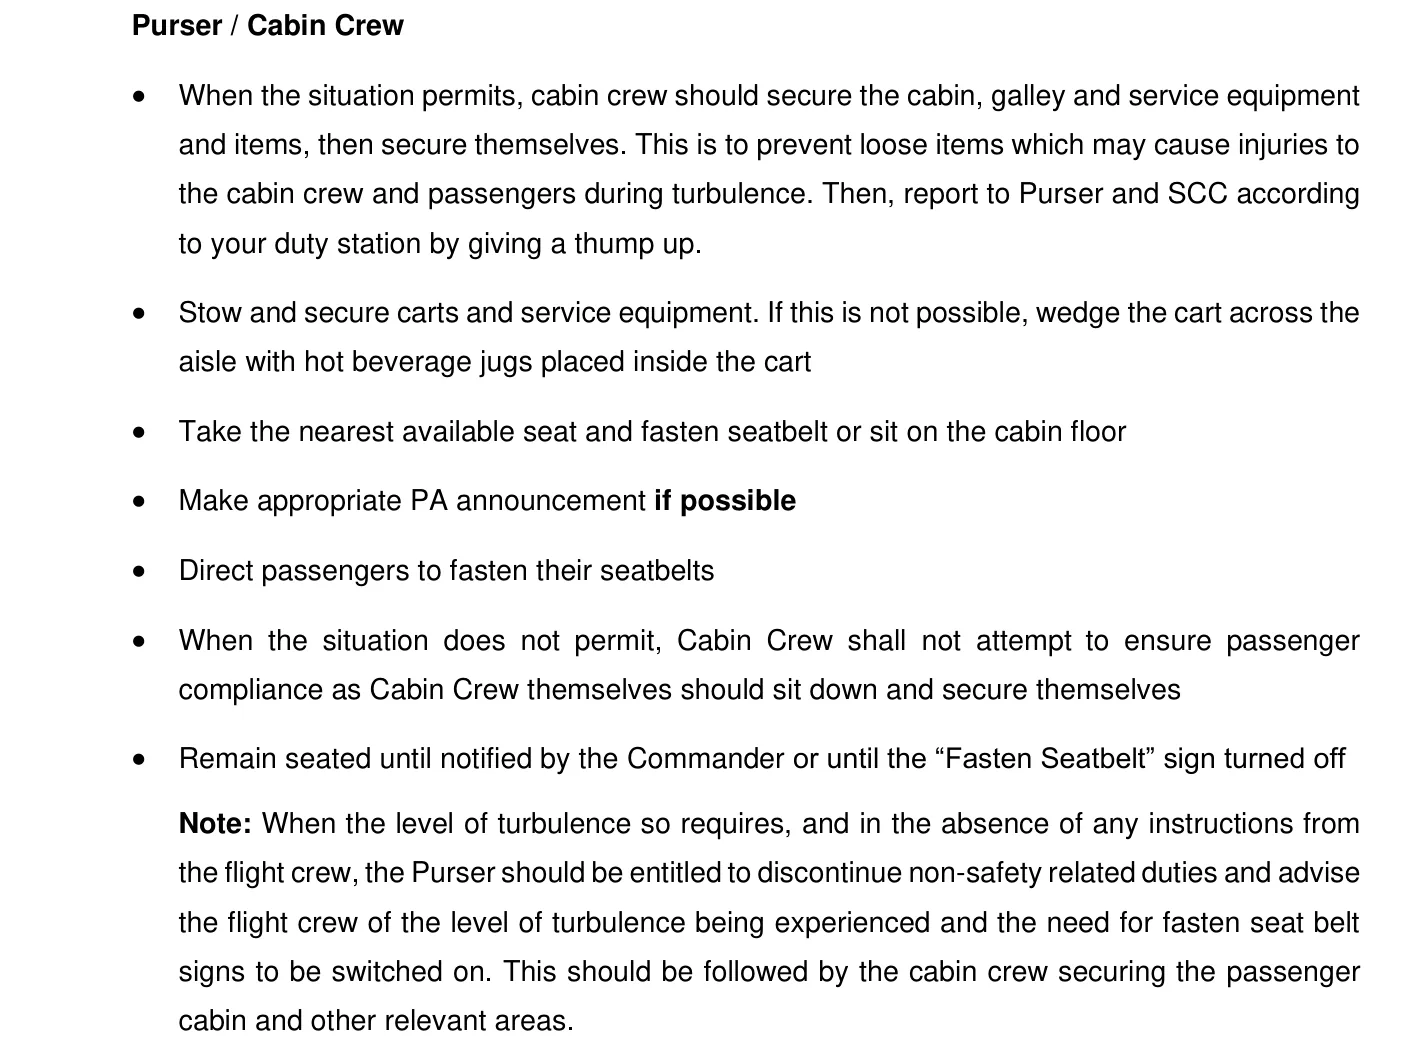 Purser / Cabin Crew
• When the situation permits, cabin crew should secure the cabin, galley and service equipment
and items, then secure themselves. This is to prevent loose items which may cause injuries to
the cabin crew and passengers during turbulence. Then, report to Purser and SCC according
to your duty station by giving a thump up.
• Stow and secure carts and service equipment. If this is not possible, wedge the cart across the
aisle with hot beverage jugs placed inside the cart
• Take the nearest available seat and fasten seatbelt or sit on the cabin floor
• Make appropriate PA announcement if possible
• Direct passengers to fasten their seatbelts
• When the situation does not permit, Cabin Crew shall not attempt to ensure passenger
compliance as Cabin Crew themselves should sit down and secure themselves
• Remain seated until notified by the Commander or until the “Fasten Seatbelt” sign turned off
Note: When the level of turbulence so requires, and in the absence of any instructions from
the flight crew, the Purser should be entitled to discontinue non-safety related duties and advise
the flight crew of the level of turbulence being experienced and the need for fasten seat belt
signs to be switched on. This should be followed by the cabin crew securing the passenger
cabin and other relevant areas.